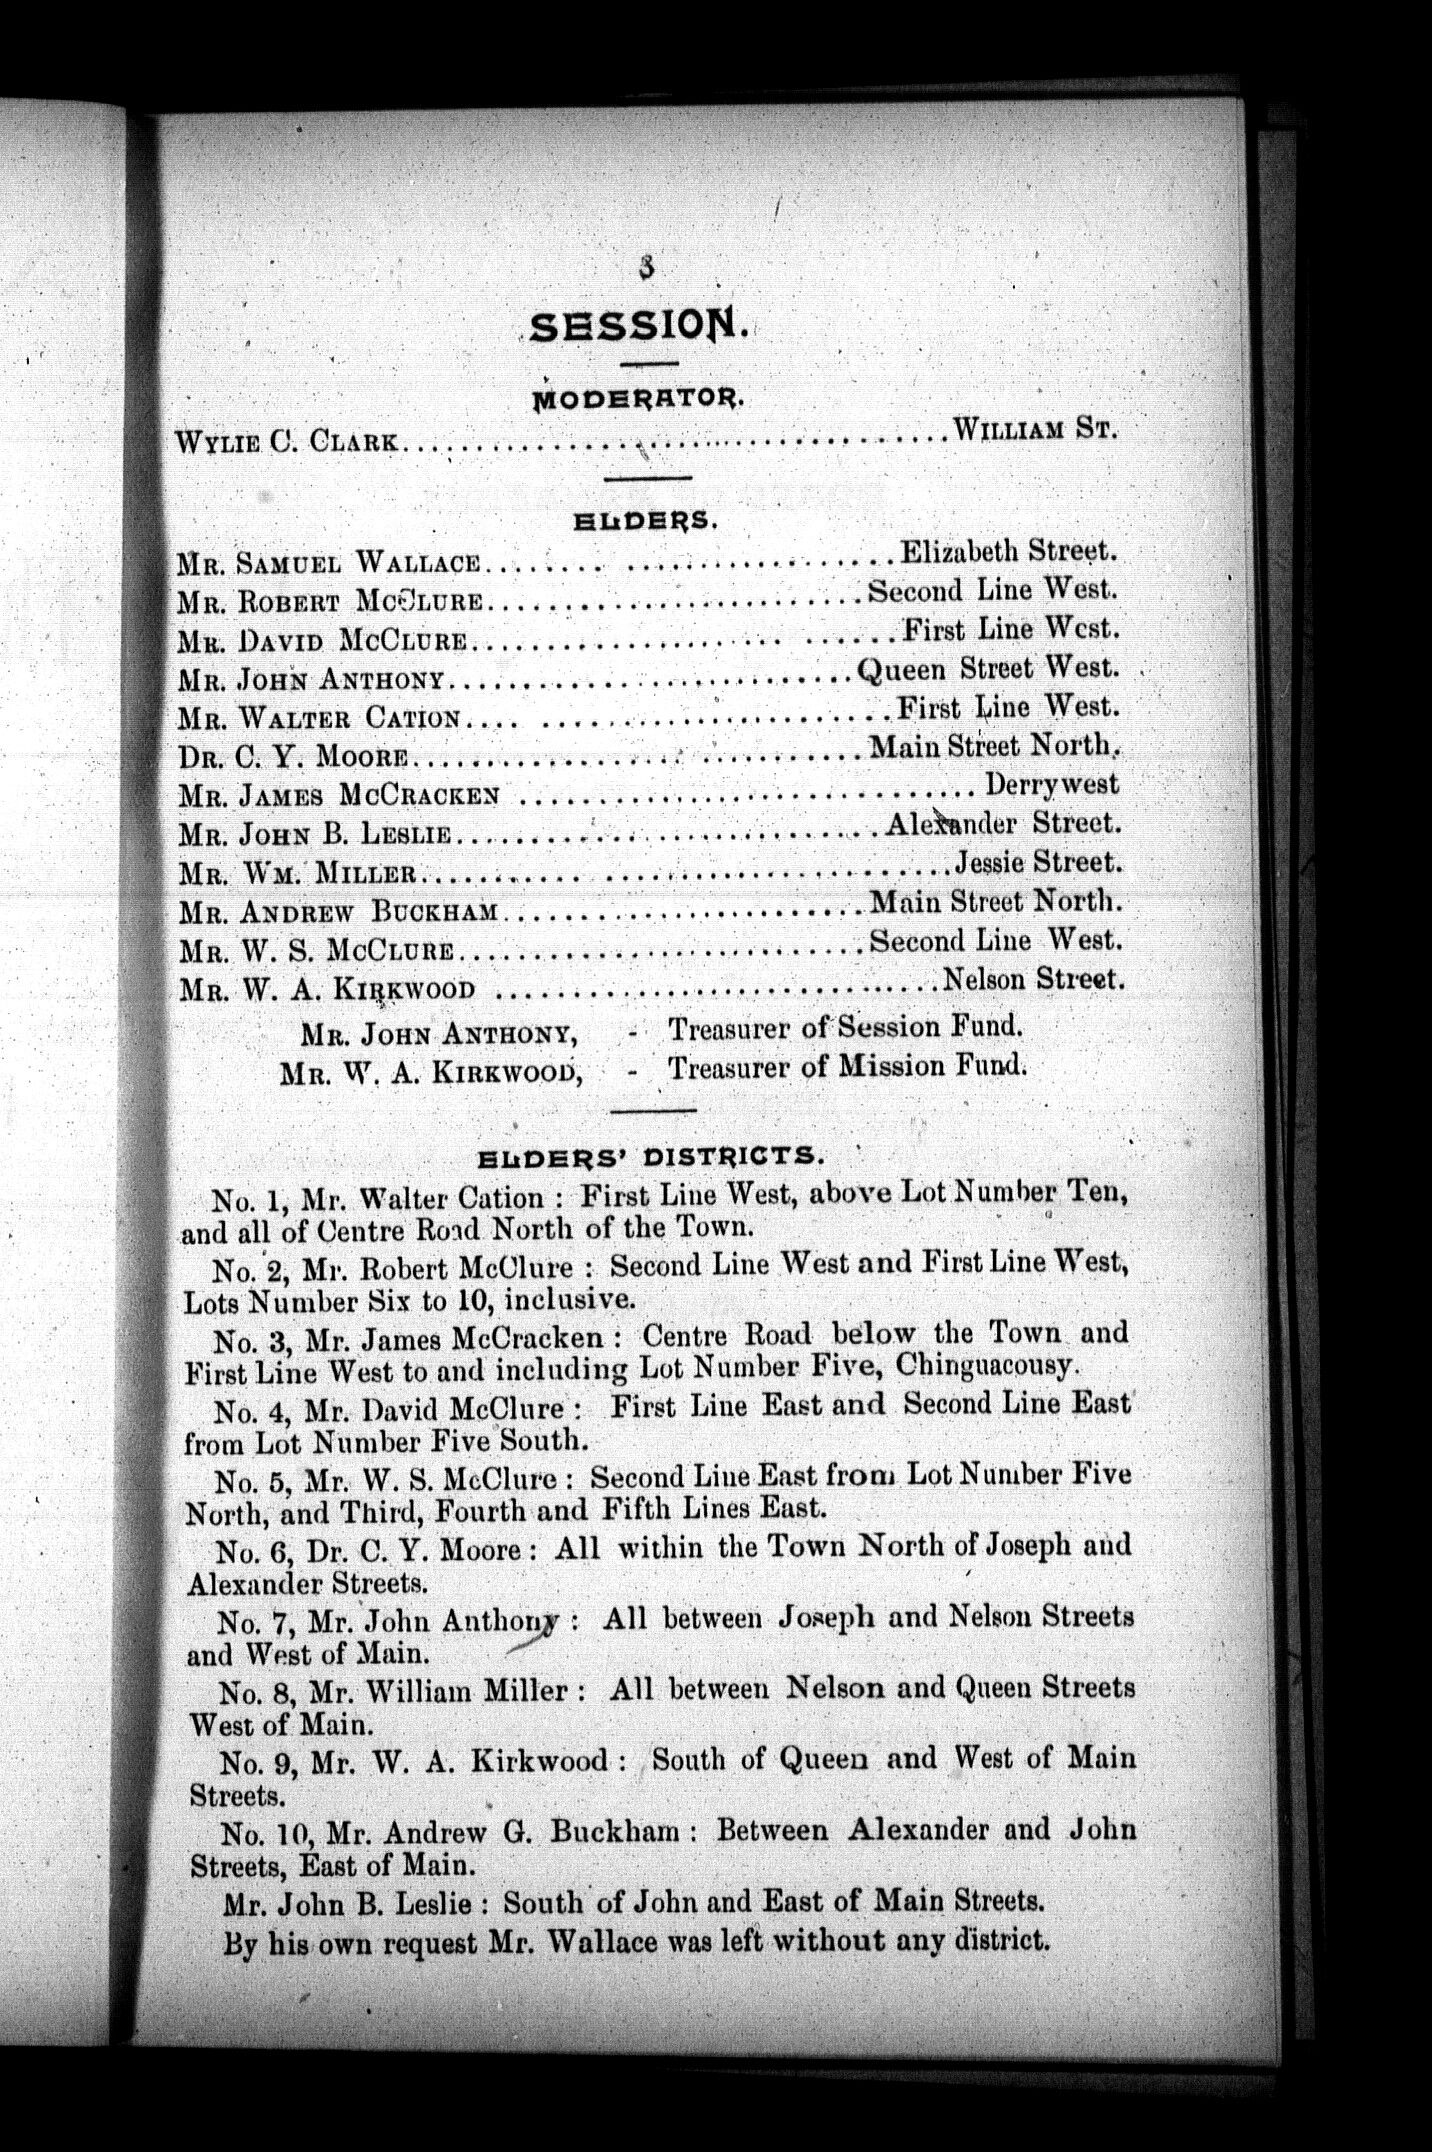 3
SESSION.
MODERATOR.
WYLIE C. CLARK........................................WILLIAM ST.
ELDERS.
MR. SAMUEL WALLACE........ ..................Elizabeth Street.
MR. ROBERT MCCLURE.........................Second Line West.
MR. DAVID MCCLURE.................... ......First Line West.
MR. JOHN ANTHONY...........................Queen Street West.
MR. WALTER CATION.... .......................First Line West.
DR. C. Y. MOORE..............................Main Street North.
MR. JAMES MCCRACKEN .............................. Derrywest
MR. JOHN B. LESLIE............................Alexander Street.
MR. WM. MILLER........... .......................Jessie Street.
MR. ANDREW BUCKHAM........................Main Street North.
MR. W. S. MCCLURE...........................Second Line West.
MR. W. A. KIRKWOOD .............................Nelson Street.
MR. JOHN ANTHONY, - Treasurer of Session Fund.
MR. W. A. KIRKWOOD, - Treasurer of Mission Fund.
ELDERS' DISTRICTS.
No. 1, Mr. Walter Cation : First Line West, above Lot Number Ten,
and all of Centre Road North of the Town.
No. 2, Mr. Robert McClure : Second Line West and First Line West,
Lots Number Six to 10, inclusive.
No. 3, Mr. James McCracken : Centre Road below the Town and
First Line West to and including Lot Number Five, Chinguacousy.
No. 4, Mr. David McClure : First Line East and Second Line East
from Lot Number Five South.
No. 5, Mr. W. S. McClure : Second Line East from Lot Number Five
North, and Third, Fourth and Fifth Lines East.
No. 6, Dr. C. Y. Moore : All within the Town North of Joseph and
Alexander Streets.
No. 7, Mr. John Anthony : All between Joseph and Nelson Streets
and West of Main.
No. 8, Mr. William Miller : All between Nelson and Queen Streets
West of Main.
No. 9, Mr. W. A. Kirkwood : South of Queen and West of Main
Streets.
No. 10, Mr. Andrew G. Buckham : Between Alexander and John
Streets, East of Main.
Mr. John B. Leslie : South of John and East of Main Streets.
By his own request Mr. Wallace was left without any district.